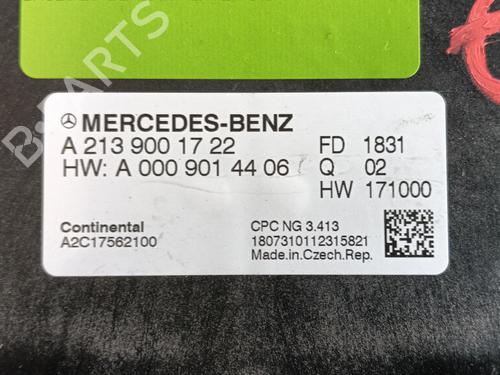 MERCEDES-BENZ
A 213 900 17 22 FD 1831
HW: A 000 901 44 06 Q 02
HW 171000
Continental CPC NG 3.413
A2C17562100 1807310112315821
Made.in.Czech.Rep.
B-PARTS